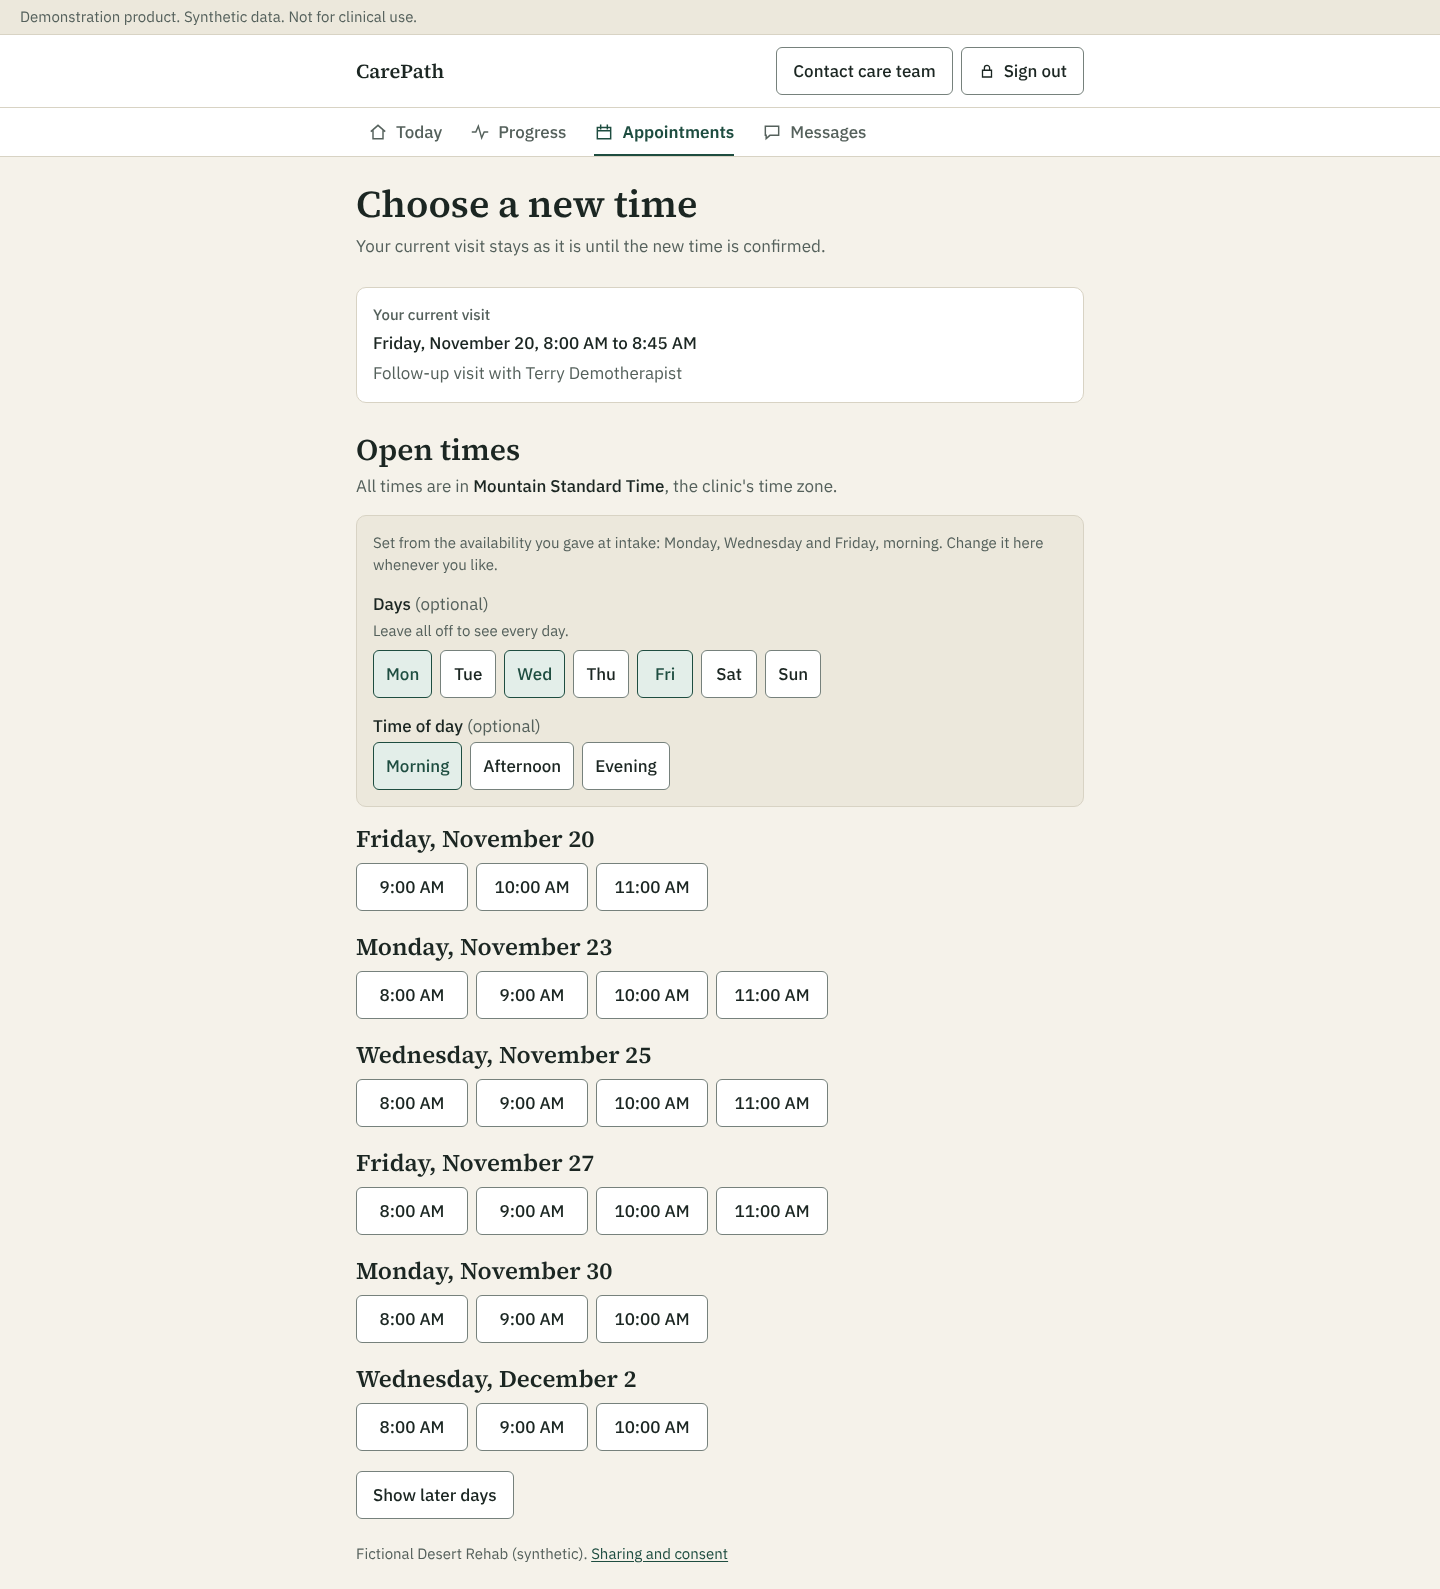 Demonstration product. Synthetic data. Not for clinical use.
CarePath
Contact care team
Sign out
Today
Progress
Appointments
Messages
Choose a new time
Your current visit stays as it is until the new time is confirmed.
Your current visit
Friday, November 20, 8:00 AM to 8:45 AM
Follow-up visit with Terry Demotherapist
Open times
All times are in Mountain Standard Time, the clinic's time zone.
Set from the availability you gave at intake: Monday, Wednesday and Friday, morning. Change it here
whenever you like.
Days (optional)
Leave all off to see every day.
Mon Tue Wed Thu Fri Sat Sun
Time of day (optional)
Morning Afternoon Evening
Friday, November 20
9:00 AM 10:00 AM 11:00 AM
Monday, November 23
8:00 AM 9:00 AM 10:00 AM 11:00 AM
Wednesday, November 25
8:00 AM 9:00 AM 10:00 AM 11:00 AM
Friday, November 27
8:00 AM 9:00 AM 10:00 AM 11:00 AM
Monday, November 30
8:00 AM 9:00 AM 10:00 AM
Wednesday, December 2
8:00 AM 9:00 AM 10:00 AM
Show later days
Fictional Desert Rehab (synthetic). Sharing and consent